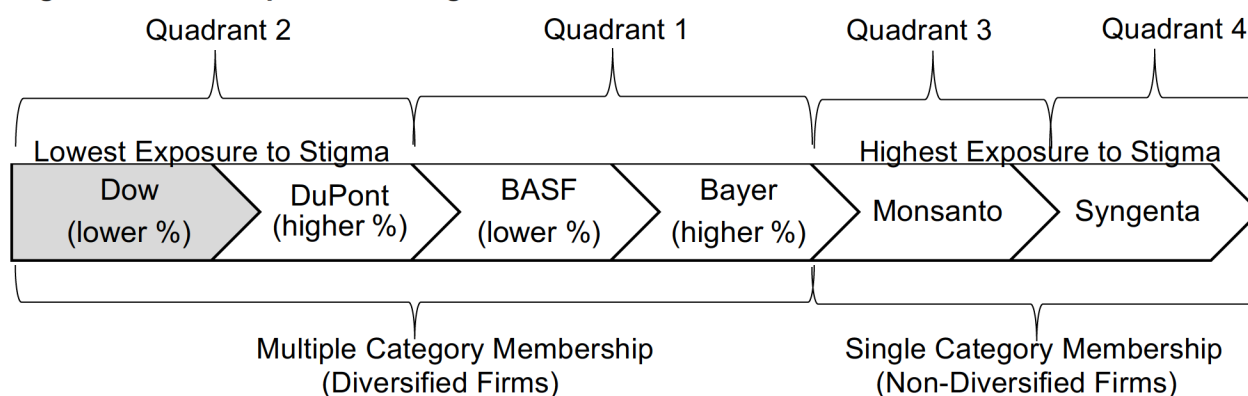 Quadrant 2
Quadrant 1
Quadrant 3
Quadrant 4
Lowest Exposure to Stigma
Highest Exposure to Stigma
Dow
(lower %)
DuPont
(higher %)
BASF
(lower %)
Bayer
(higher %)
Monsanto
Syngenta
Multiple Category Membership
(Diversified Firms)
Single Category Membership
(Non-Diversified Firms)